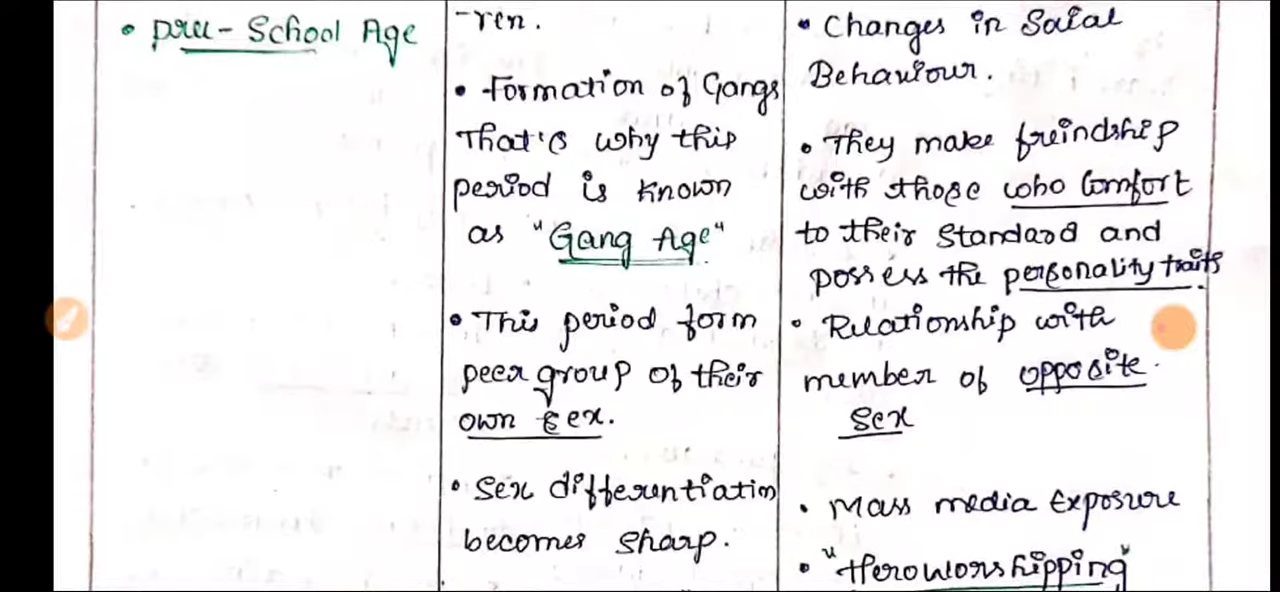 • Pre-School Age
-ren.
• Formation of Gangs
That's why this
period is known
as "Gang Age"
• This period form
peer group of their
own sex.
• Sex differentiation
becomes sharp.
• Changes in Social
Behaviour.
• They make freindship
with those who Comfort
to their standard and
possess the personality traits.
• Relationship with
member of opposite
sex
• Mass media Exposure
• "Heroworshipping"